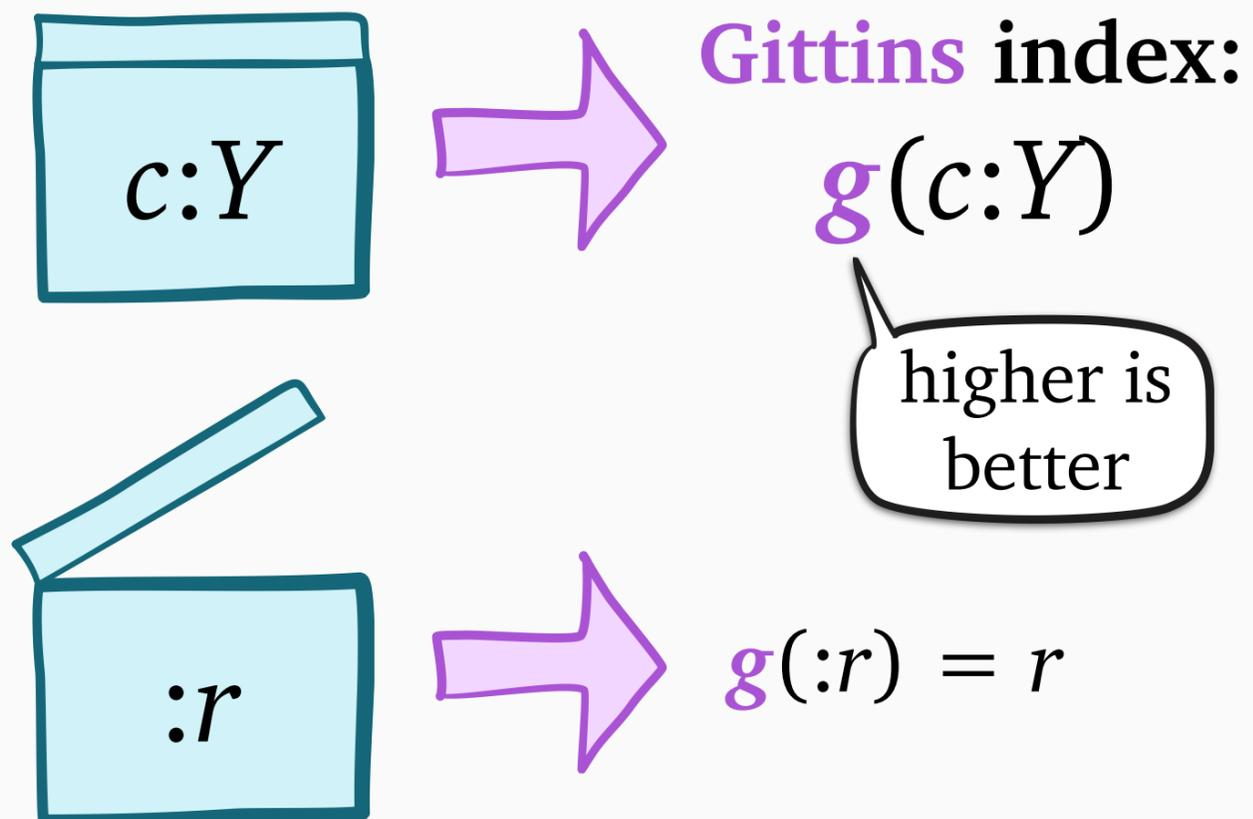 Gittins index:
c:Y
g(c:Y)
higher is
better
:r
g(:r) = r